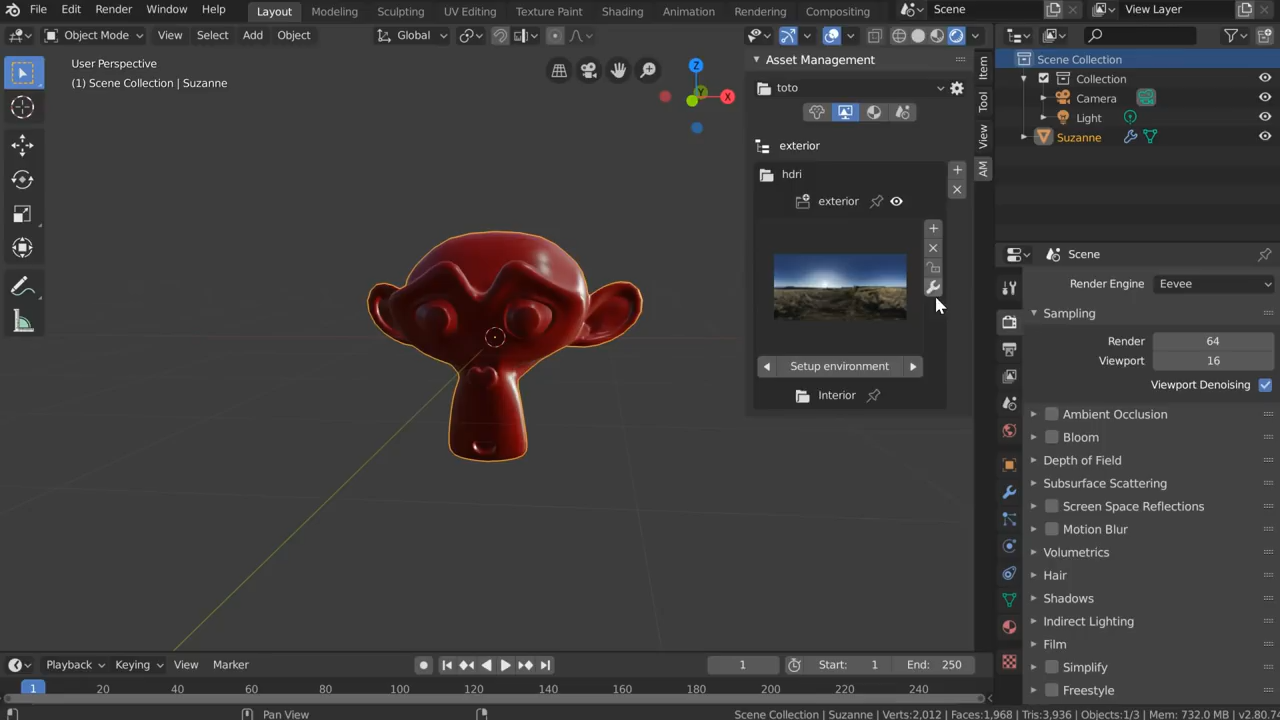 File Edit Render Window Help Layout Modeling Sculpting UV Editing Texture Paint Shading Animation Rendering Compositing Scene View Layer
Object Mode View Select Add Object Global
User Perspective
(1) Scene Collection | Suzanne
Z
Y
X
Asset Management
toto
exterior
hdri
exterior
Setup environment
Interior
Item
Tool
View
AM
Scene Collection
Collection
Camera
Light
Suzanne
Scene
Render Engine Eevee
Sampling
Render 64
Viewport 16
Viewport Denoising
Ambient Occlusion
Bloom
Depth of Field
Subsurface Scattering
Screen Space Reflections
Motion Blur
Volumetrics
Hair
Shadows
Indirect Lighting
Film
Simplify
Freestyle
Playback Keying View Marker 1 Start: 1 End: 250
1 20 40 60 80 100 120 140 160 180 200 220 240
Pan View Scene Collection | Suzanne | Verts:2,012 | Faces:1,968 | Tris:3,936 | Objects:1/3 | Mem: 732.0 MB | v2.80.74